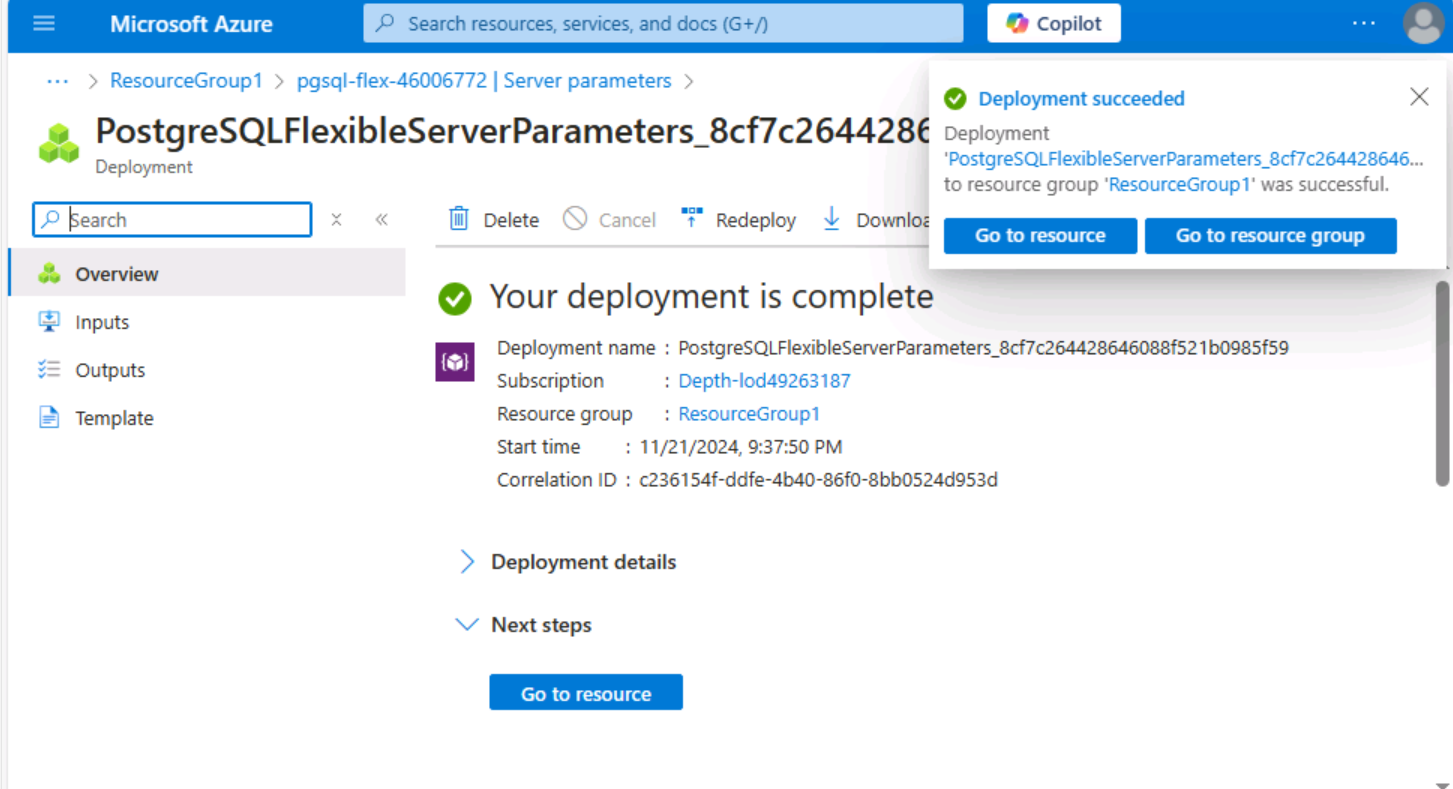 Microsoft Azure
Search resources, services, and docs (G+/)
Copilot
...
... > ResourceGroup1 > pgsql-flex-46006772 | Server parameters >
PostgreSQLFlexibleServerParameters_8cf7c2644286
Deployment
Search
Delete
Cancel
Redeploy
Downloa
Deployment succeeded
Deployment
'PostgreSQLFlexibleServerParameters_8cf7c264428646...
to resource group 'ResourceGroup1' was successful.
Go to resource
Go to resource group
Overview
Inputs
Outputs
Template
Your deployment is complete
Deployment name : PostgreSQLFlexibleServerParameters_8cf7c264428646088f521b0985f59
Subscription : Depth-lod49263187
Resource group : ResourceGroup1
Start time : 11/21/2024, 9:37:50 PM
Correlation ID : c236154f-ddfe-4b40-86f0-8bb0524d953d
Deployment details
Next steps
Go to resource